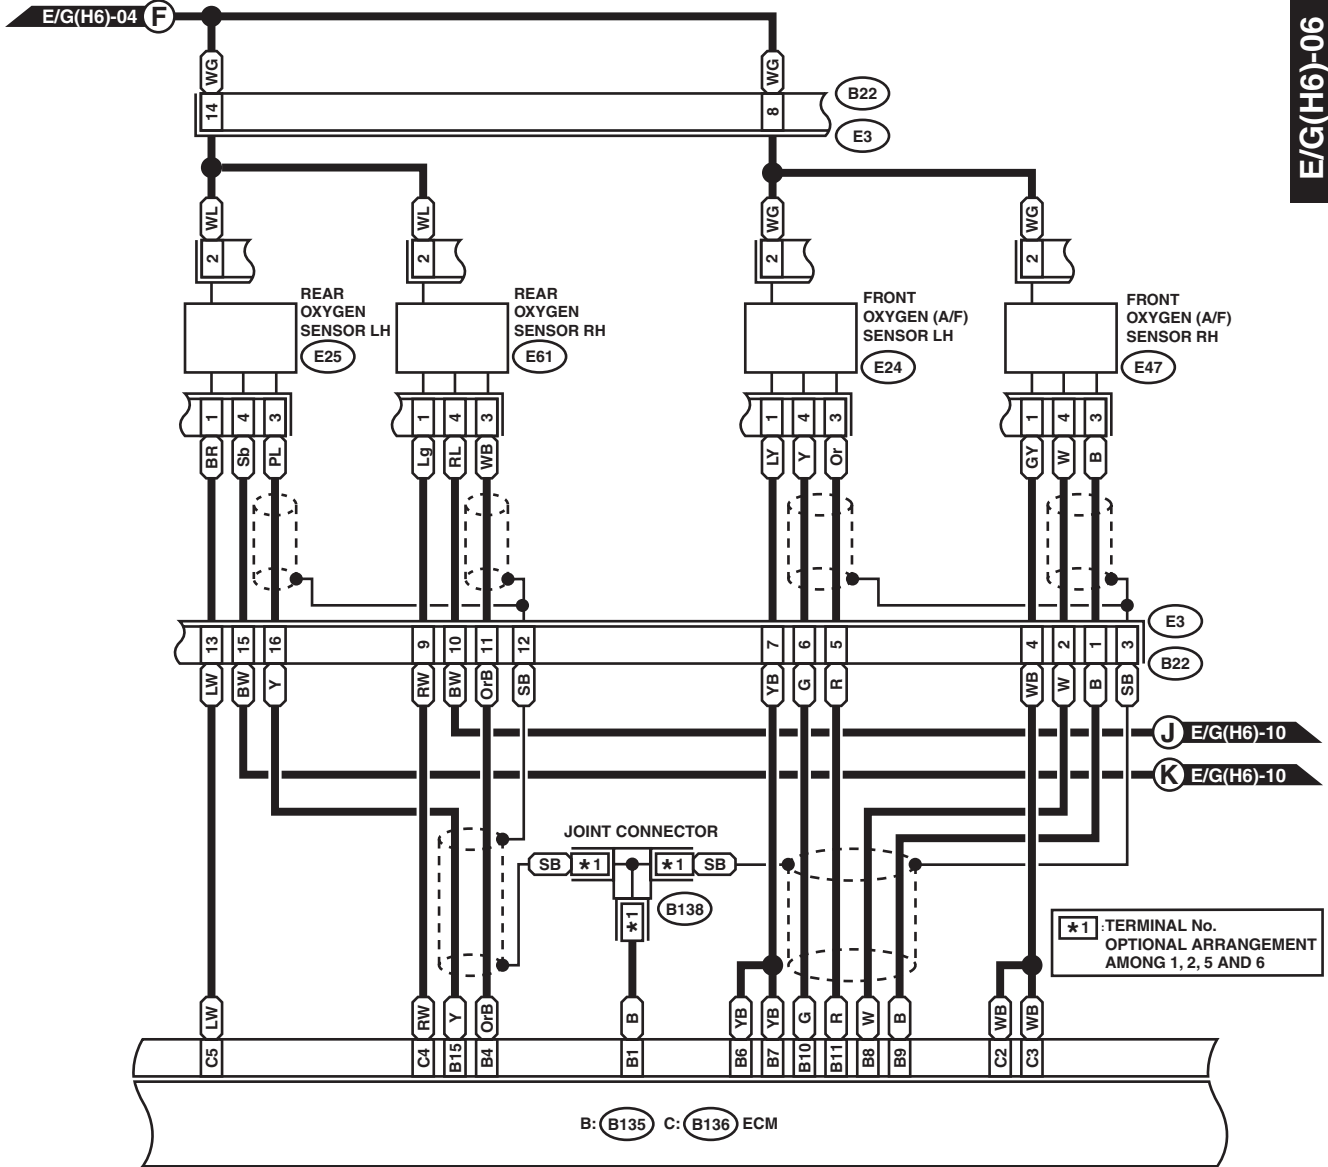 E/G(H6)-04 F
E/G(H6)-06
WG WG
14 8 B22
E3
WL WL WG WG
2 2 2 2
REAR
OXYGEN
SENSOR LH
E25
REAR
OXYGEN
SENSOR RH
E61
FRONT
OXYGEN (A/F)
SENSOR LH
E24
FRONT
OXYGEN (A/F)
SENSOR RH
E47
1 4 3 1 4 3 1 4 3 1 4 3
BR Sb PL Lg RL WB LY Y Or GY W B
E3
13 15 16 9 10 11 12 7 6 5 4 2 1 3
B22
LW BW Y RW BW OrB SB YB G R WB W B SB
J E/G(H6)-10
K E/G(H6)-10
JOINT CONNECTOR
SB *1 *1 SB
*1 B138
*1 :TERMINAL No.
OPTIONAL ARRANGEMENT
AMONG 1, 2, 5 AND 6
LW RW Y OrB B YB YB G R W B WB WB
C5 C4 B15 B4 B1 B6 B7 B10 B11 B8 B9 C2 C3
B: B135 C: B136 ECM